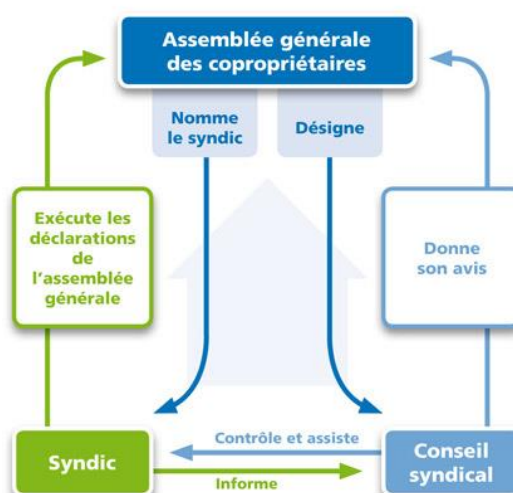 Assemblée générale
des copropriétaires
Nomme
le syndic
Désigne
Exécute les
déclarations
de
l'assemblée
générale
Donne
son avis
Contrôle et assiste
Syndic
Informe
Conseil
syndical